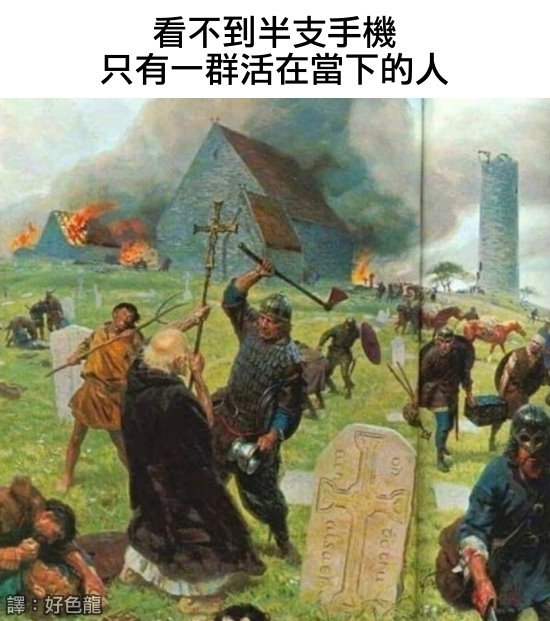 看不到半支手機
只有一群活在當下的人
譯：好色龍